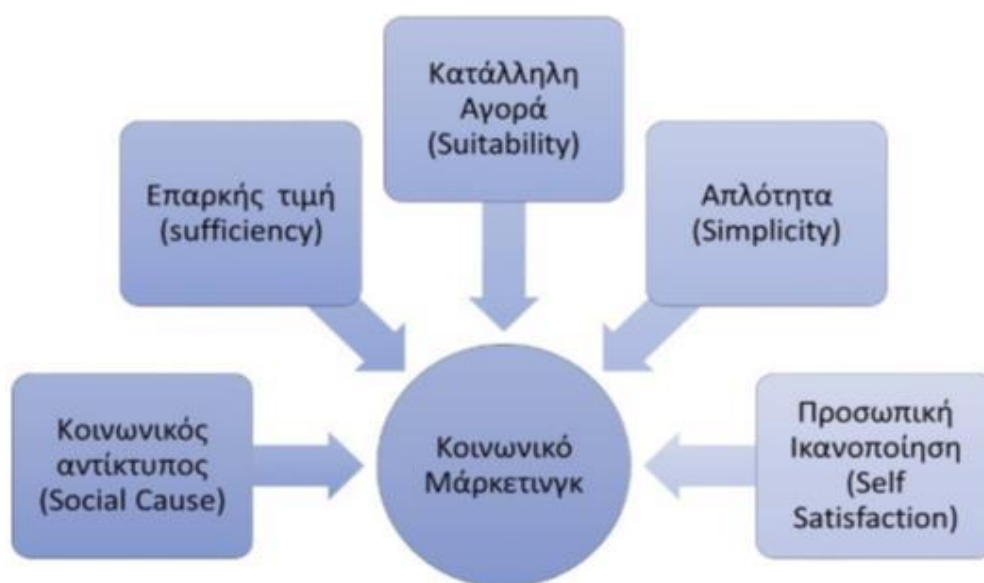 Κατάλληλη
Αγορά
(Suitability)
Επαρκής τιμή
(sufficiency)
Απλότητα
(Simplicity)
Κοινωνικός
αντίκτυπος
(Social Cause)
Κοινωνικό
Μάρκετινγκ
Προσωπική
Ικανοποίηση
(Self
Satisfaction)